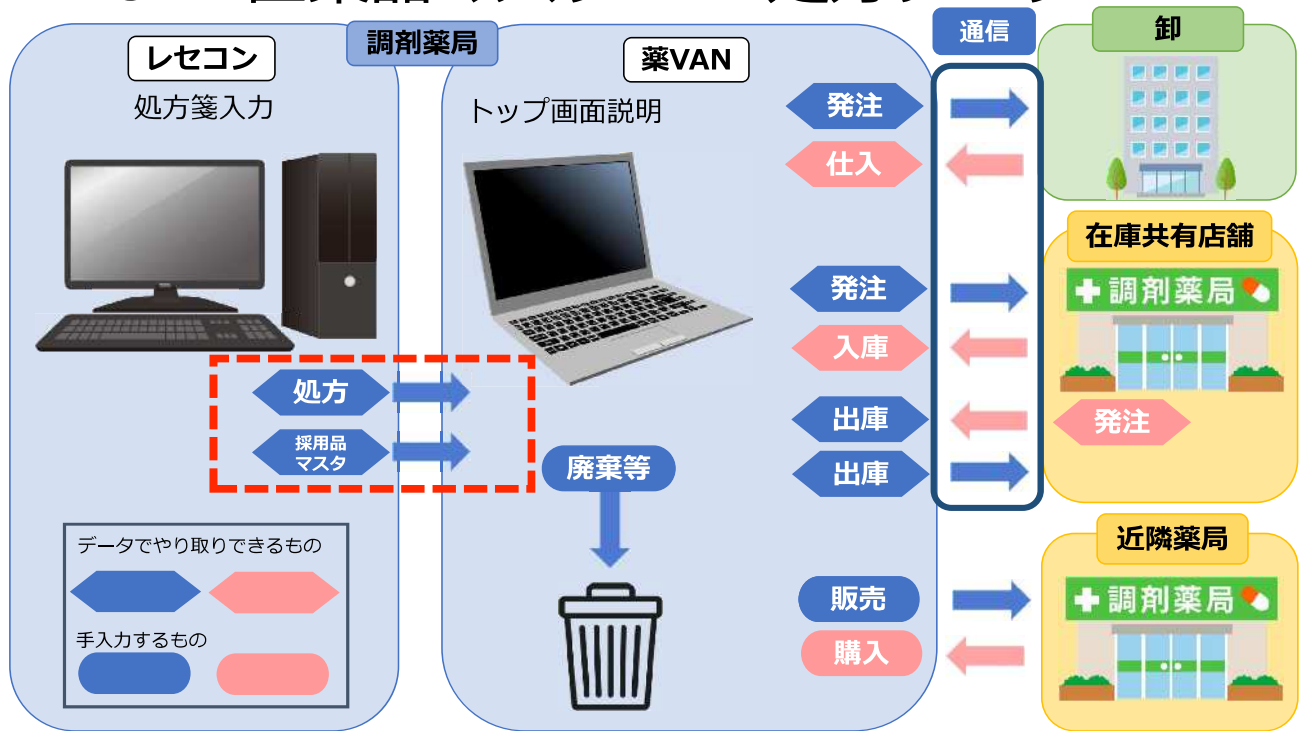 調剤薬局
レセコン
処方箋入力
薬VAN
トップ画面説明
通信
卸
発注
仕入
在庫共有店舗
調剤薬局
発注
入庫
出庫
発注
出庫
処方
採用品
マスタ
廃棄等
データでやり取りできるもの
手入力するもの
近隣薬局
調剤薬局
販売
購入